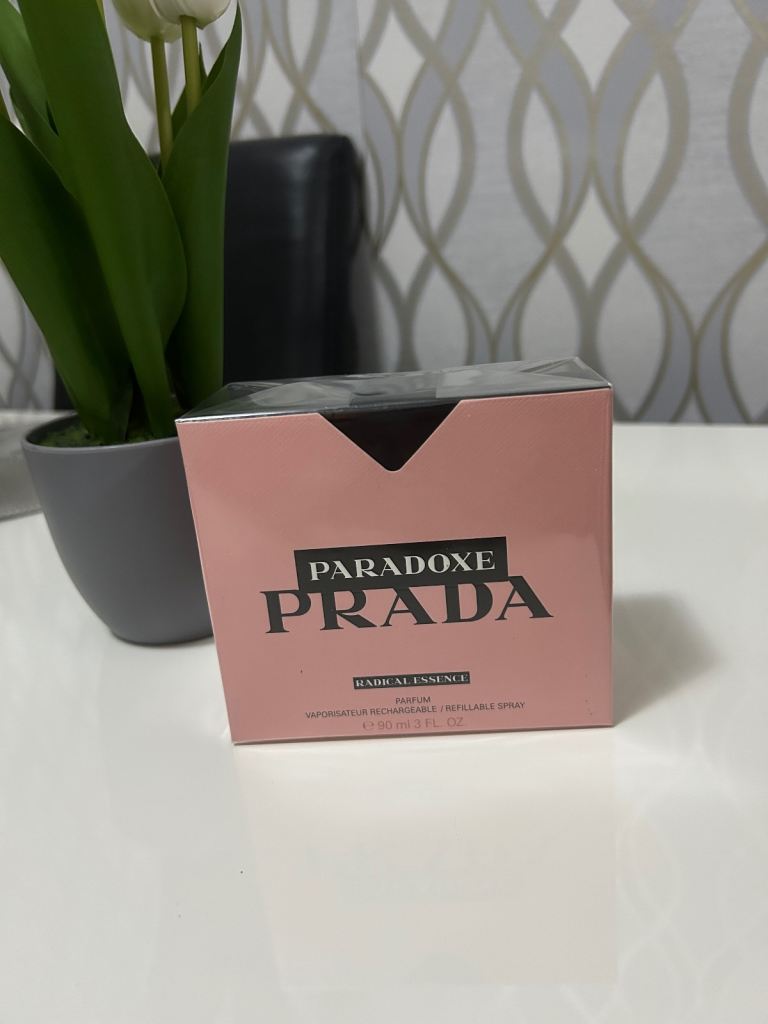 PARADOXE
PRADA
RADICAL ESSENCE
PARFUM
VAPORISATEUR RECHARGEABLE / REFILLABLE SPRAY
℮ 90 ml 3 FL. OZ.